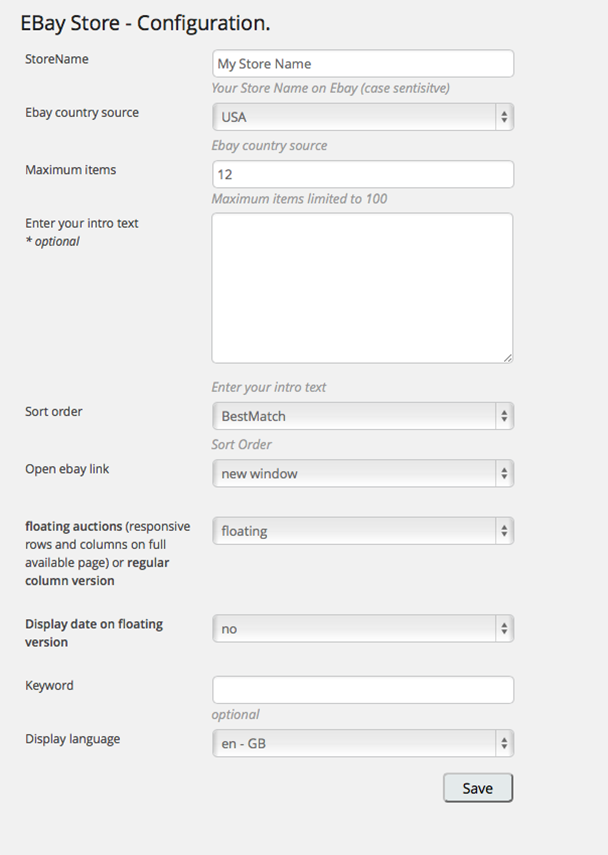 EBay Store - Configuration.
StoreName
My Store Name
Your Store Name on Ebay (case sentisitve)
Ebay country source
USA
Ebay country source
Maximum items
12
Maximum items limited to 100
Enter your intro text
* optional
Enter your intro text
Sort order
BestMatch
Sort Order
Open ebay link
new window
floating auctions (responsive
rows and columns on full
available page) or regular
column version
floating
Display date on floating
version
no
Keyword
optional
Display language
en - GB
Save